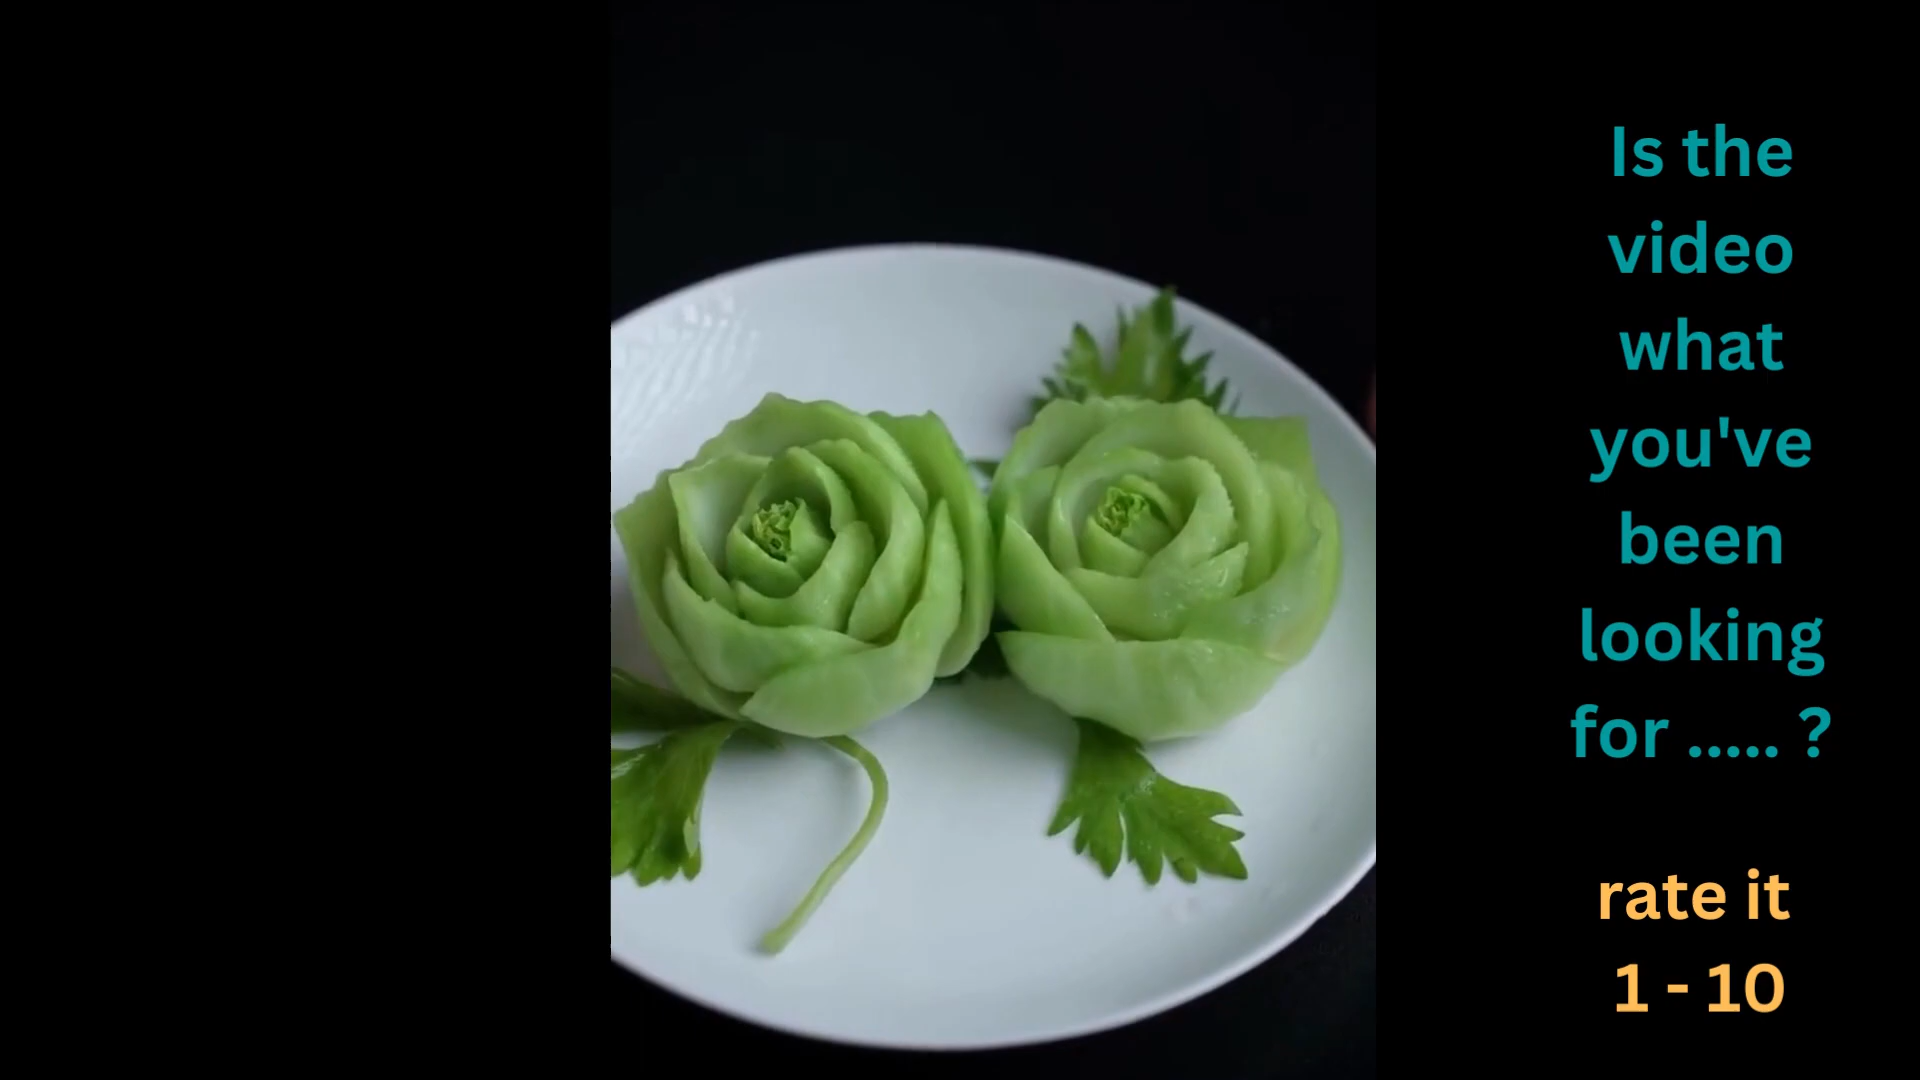 Is the
video
what
you've
been
looking
for ..... ?
rate it
1 - 10